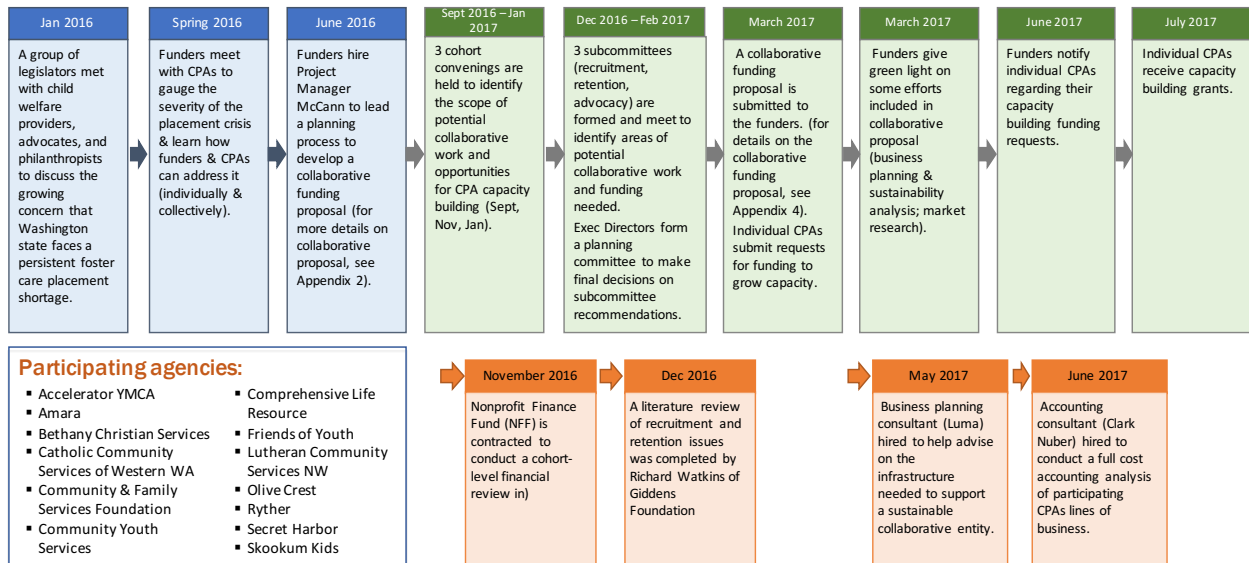 Jan 2016
A group of
legislators met
with child
welfare
providers,
advocates, and
philanthropists
to discuss the
growing
concern that
Washington
state faces a
persistent foster
care placement
shortage.
Spring 2016
Funders meet
with CPAs to
gauge the
severity of the
placement crisis
& learn how
funders & CPAs
can address it
(individually &
collectively).
June 2016
Funders hire
Project
Manager
McCann to lead
a planning
process to
develop a
collaborative
funding
proposal (for
more details on
collaborative
proposal, see
Appendix 2).
Sept 2016 – Jan
2017
3 cohort
convenings are
held to identify
the scope of
potential
collaborative
work and
opportunities
for CPA capacity
building (Sept,
Nov, Jan).
Dec 2016 – Feb 2017
3 subcommittees
(recruitment,
retention,
advocacy) are
formed and meet to
identify areas of
potential
collaborative work
and funding
needed.
Exec Directors form
a planning
committee to make
final decisions on
subcommittee
recommendations.
March 2017
A collaborative
funding
proposal is
submitted to
the funders. (for
details on the
collaborative
funding
proposal, see
Appendix 4).
Individual CPAs
submit requests
for funding to
grow capacity.
March 2017
Funders give
green light on
some efforts
included in
collaborative
proposal
(business
planning &
sustainability
analysis; market
research).
June 2017
Funders notify
individual CPAs
regarding their
capacity
building funding
requests.
July 2017
Individual CPAs
receive capacity
building grants.
Participating agencies:
▪ Accelerator YMCA
▪ Amara
▪ Bethany Christian Services
▪ Catholic Community
Services of Western WA
▪ Community & Family
Services Foundation
▪ Community Youth
Services
▪ Comprehensive Life
Resource
▪ Friends of Youth
▪ Lutheran Community
Services NW
▪ Olive Crest
▪ Ryther
▪ Secret Harbor
▪ Skookum Kids
November 2016
Nonprofit Finance
Fund (NFF) is
contracted to
conduct a cohort-
level financial
review in)
Dec 2016
A literature review
of recruitment and
retention issues
was completed by
Richard Watkins of
Giddens
Foundation
May 2017
Business planning
consultant (Luma)
hired to help advise
on the
infrastructure
needed to support
a sustainable
collaborative entity.
June 2017
Accounting
consultant (Clark
Nuber) hired to
conduct a full cost
accounting analysis
of participating
CPAs lines of
business.